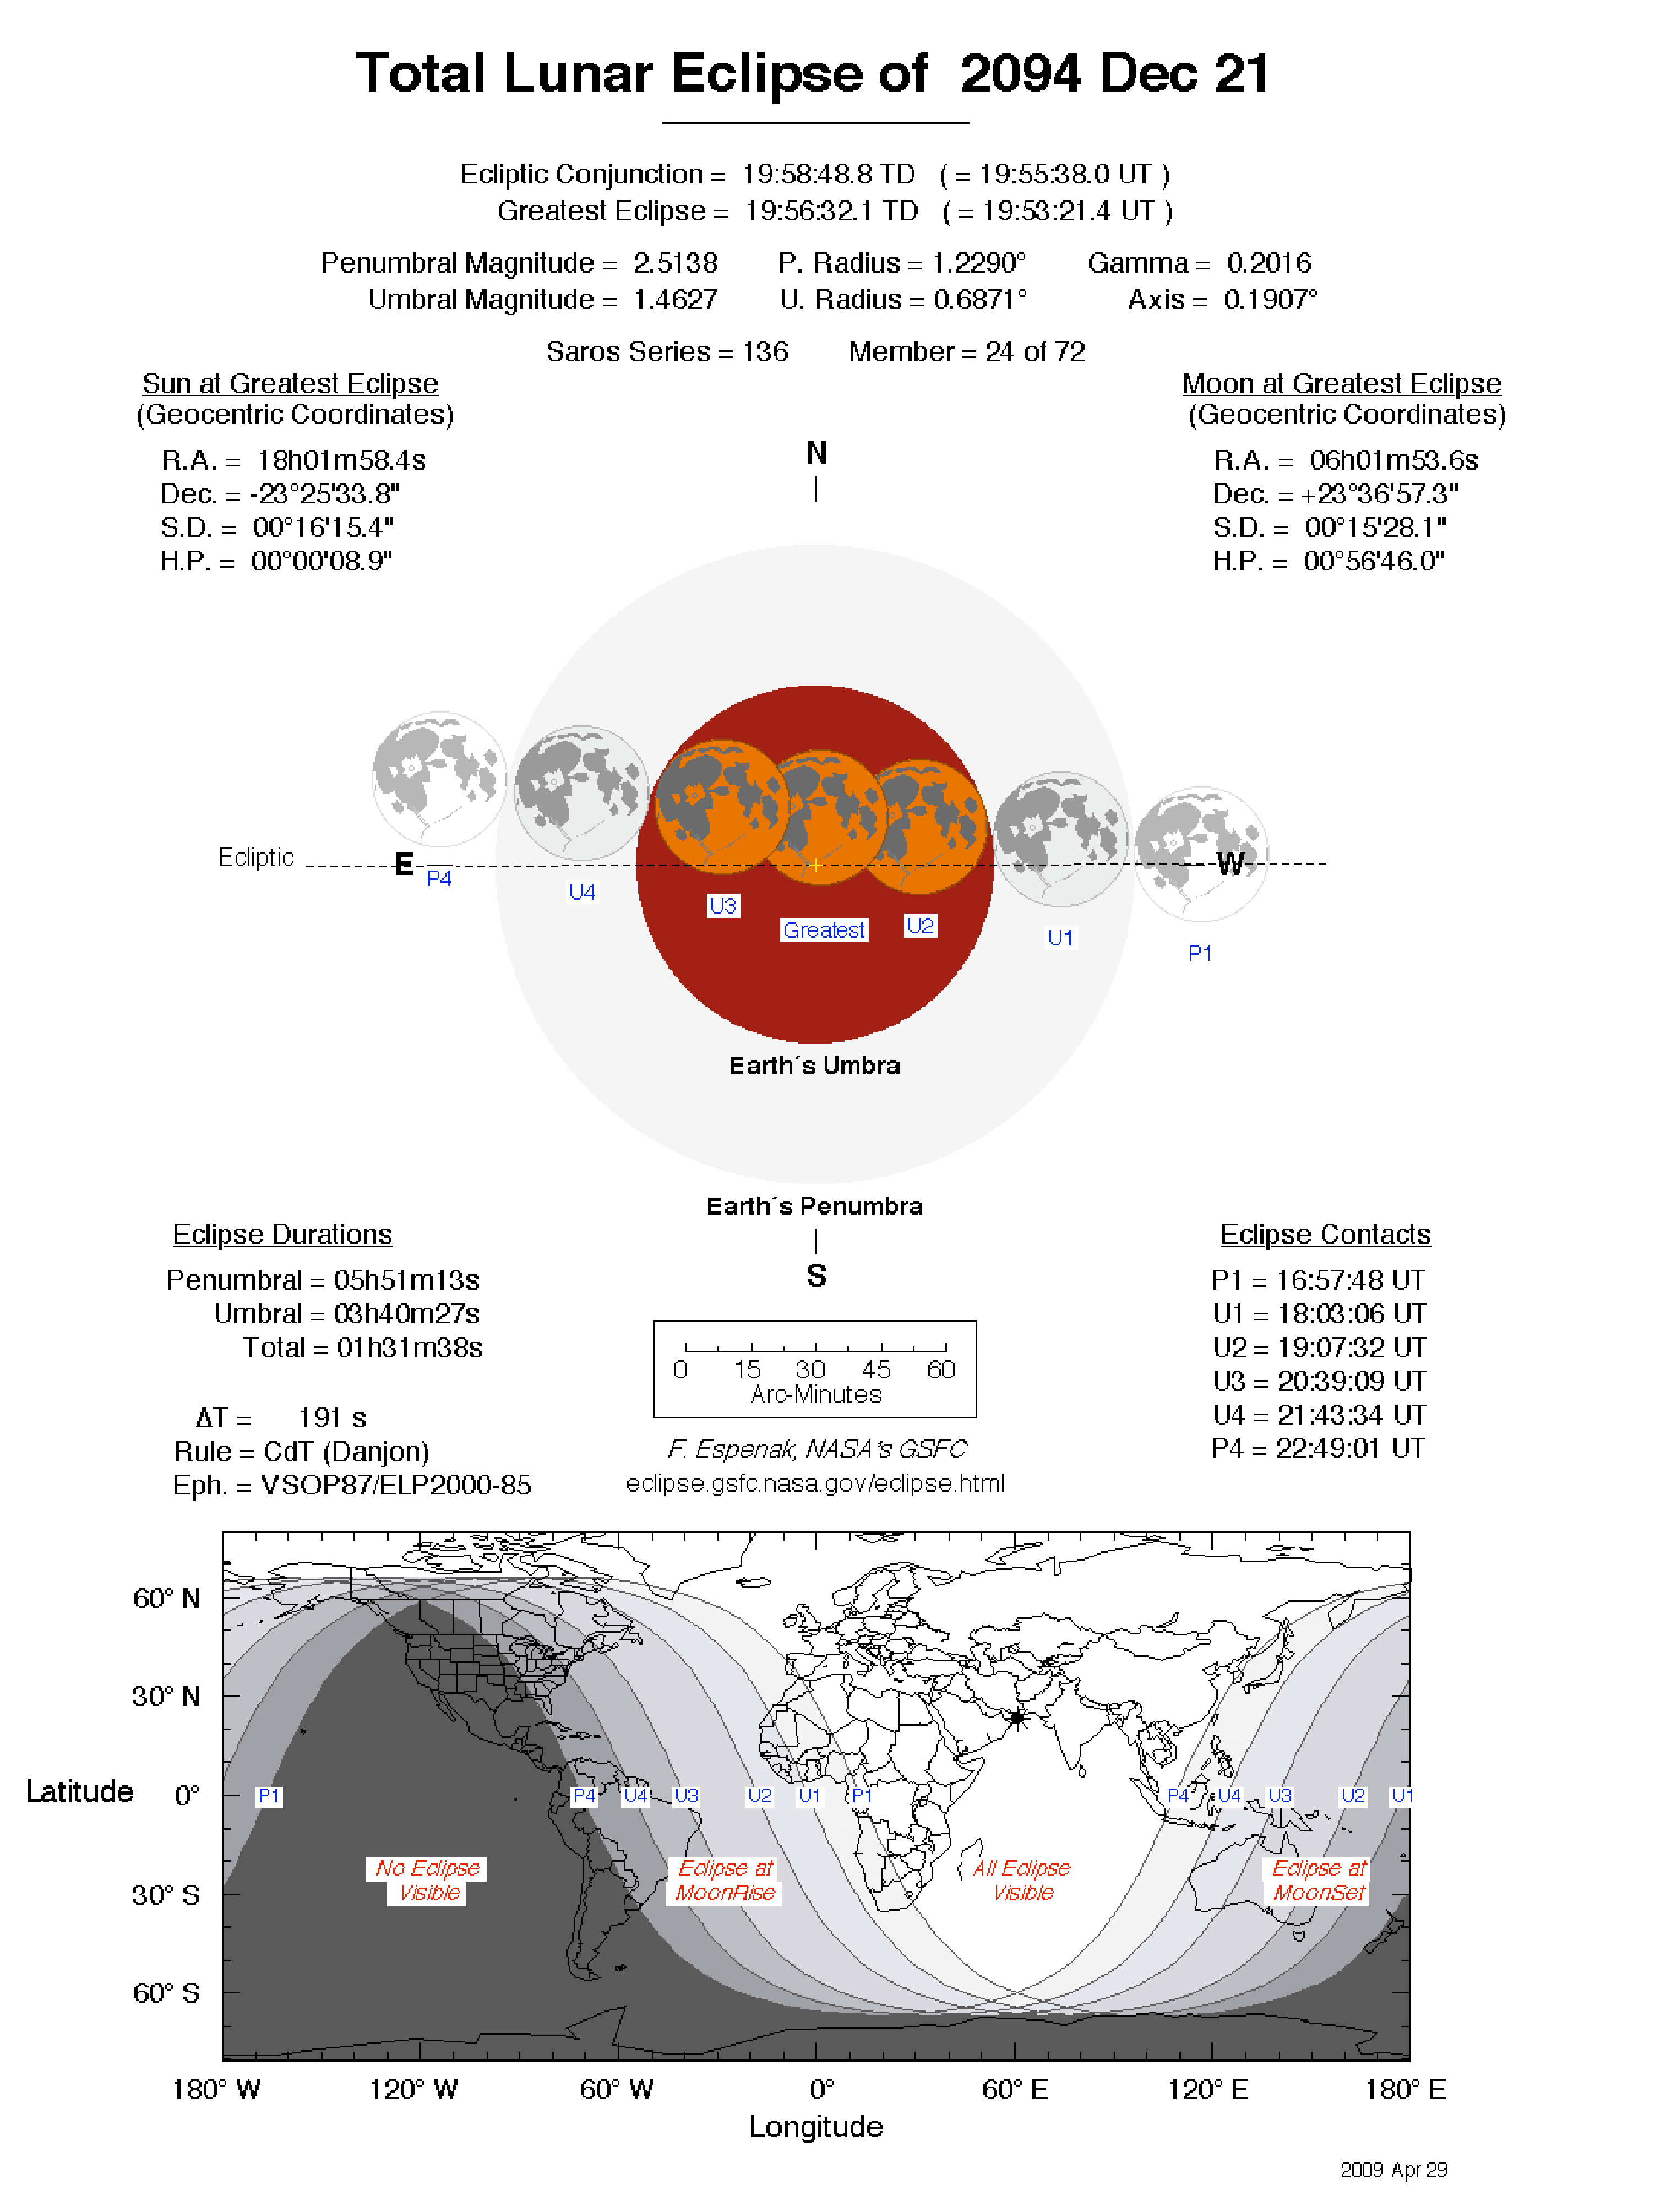 Total Lunar Eclipse of 2094 Dec 21
Ecliptic Conjunction = 19:58:48.8 TD ( = 19:55:38.0 UT )
Greatest Eclipse = 19:56:32.1 TD ( = 19:53:21.4 UT )
Penumbral Magnitude = 2.5138 P. Radius = 1.2290° Gamma = 0.2016
Umbral Magnitude = 1.4627 U. Radius = 0.6871° Axis = 0.1907°
Saros Series = 136 Member = 24 of 72
Sun at Greatest Eclipse
(Geocentric Coordinates)
R.A. = 18h01m58.4s
Dec. = -23°25'33.8"
S.D. = 00°16'15.4"
H.P. = 00°00'08.9"
Moon at Greatest Eclipse
(Geocentric Coordinates)
R.A. = 06h01m53.6s
Dec. = +23°36'57.3"
S.D. = 00°15'28.1"
H.P. = 00°56'46.0"
N
Ecliptic
E
W
P4
U4
U3
Greatest
U2
U1
P1
Earth´s Umbra
Earth´s Penumbra
S
Eclipse Durations
Penumbral = 05h51m13s
Umbral = 03h40m27s
Total = 01h31m38s
ΔT = 191 s
Rule = CdT (Danjon)
Eph. = VSOP87/ELP2000-85
0 15 30 45 60
Arc-Minutes
F. Espenak, NASA's GSFC
eclipse.gsfc.nasa.gov/eclipse.html
Eclipse Contacts
P1 = 16:57:48 UT
U1 = 18:03:06 UT
U2 = 19:07:32 UT
U3 = 20:39:09 UT
U4 = 21:43:34 UT
P4 = 22:49:01 UT
60° N
30° N
Latitude 0°
30° S
60° S
P1 P4 U4 U3 U2 U1 P1 P4 U4 U3 U2 U1
No Eclipse
Visible
Eclipse at
MoonRise
All Eclipse
Visible
Eclipse at
MoonSet
180° W 120° W 60° W 0° 60° E 120° E 180° E
Longitude
2009 Apr 29